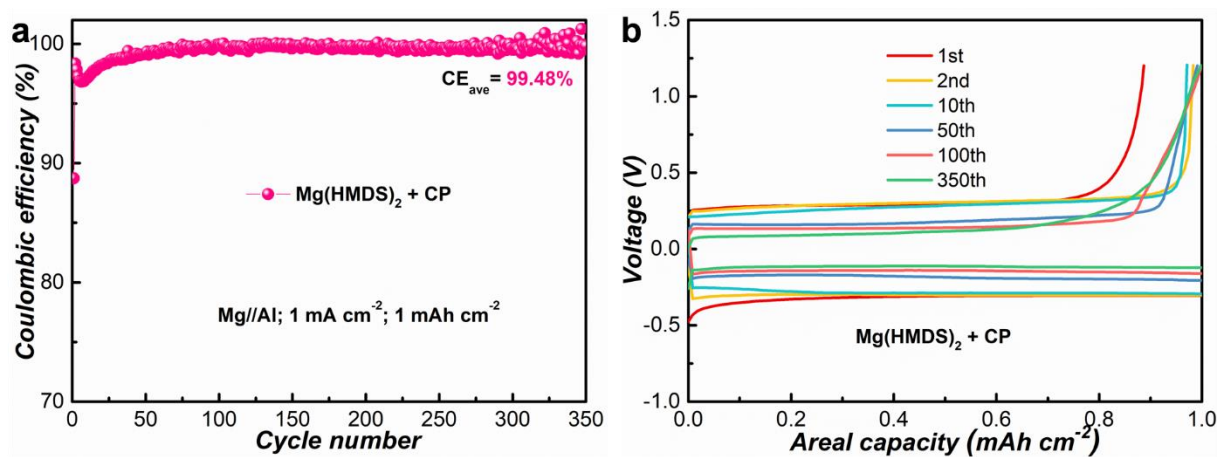 a
100
90
80
70
Coulombic efficiency (%)
CEave= 99.48%
Mg(HMDS)2 + CP
Mg//Al; 1 mA cm-2; 1 mAh cm-2
0 50 100 150 200 250 300 350
Cycle number
b
1.5
1.0
0.5
0.0
-0.5
-1.0
Voltage (V)
1st
2nd
10th
50th
100th
350th
Mg(HMDS)2 + CP
0.0 0.2 0.4 0.6 0.8 1.0
Areal capacity (mAh cm-2)